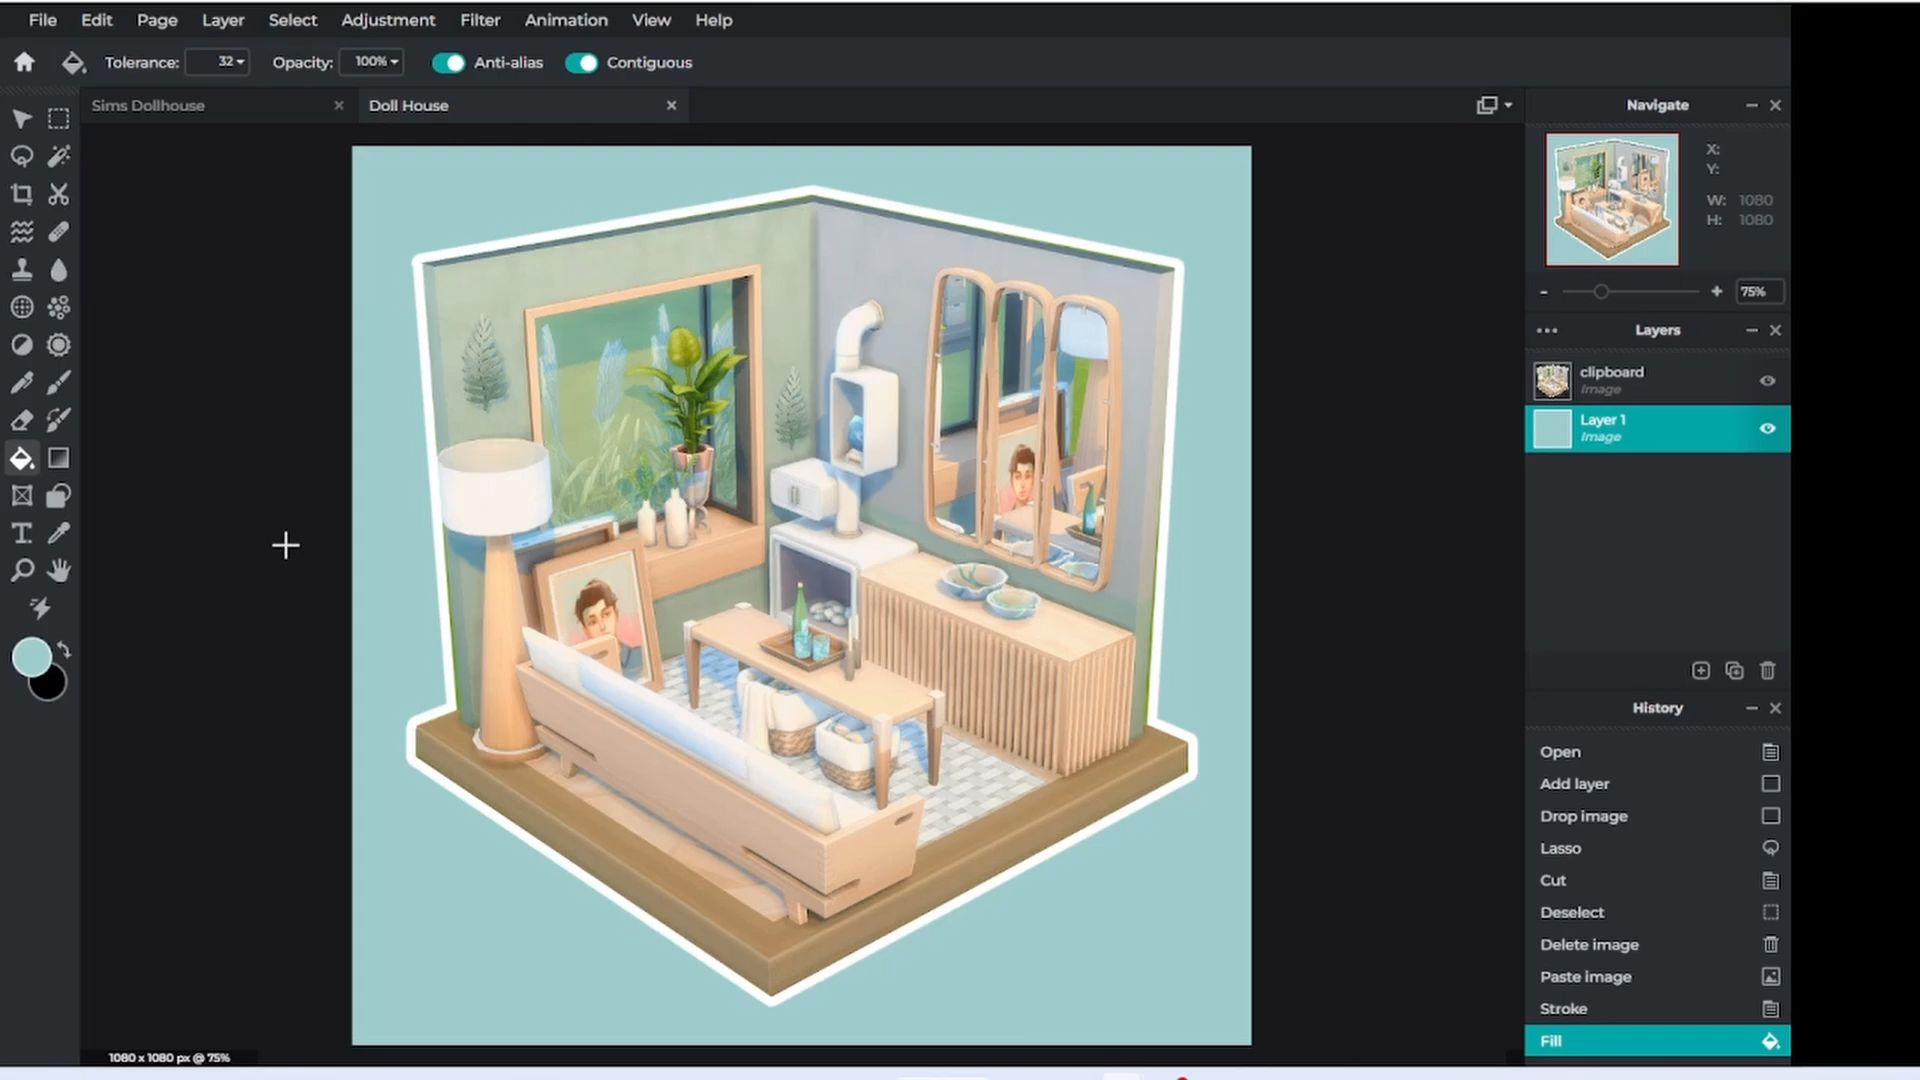 File Edit Page Layer Select Adjustment Filter Animation View Help
Tolerance: 32 Opacity: 100% Anti-alias Contiguous
Sims Dollhouse
Doll House
Navigate
X:
Y:
W: 1080
H: 1080
75%
Layers
clipboard
Image
Layer 1
Image
History
Open
Add layer
Drop image
Lasso
Cut
Deselect
Delete image
Paste image
Stroke
Fill
1080 x 1080 px @ 75%